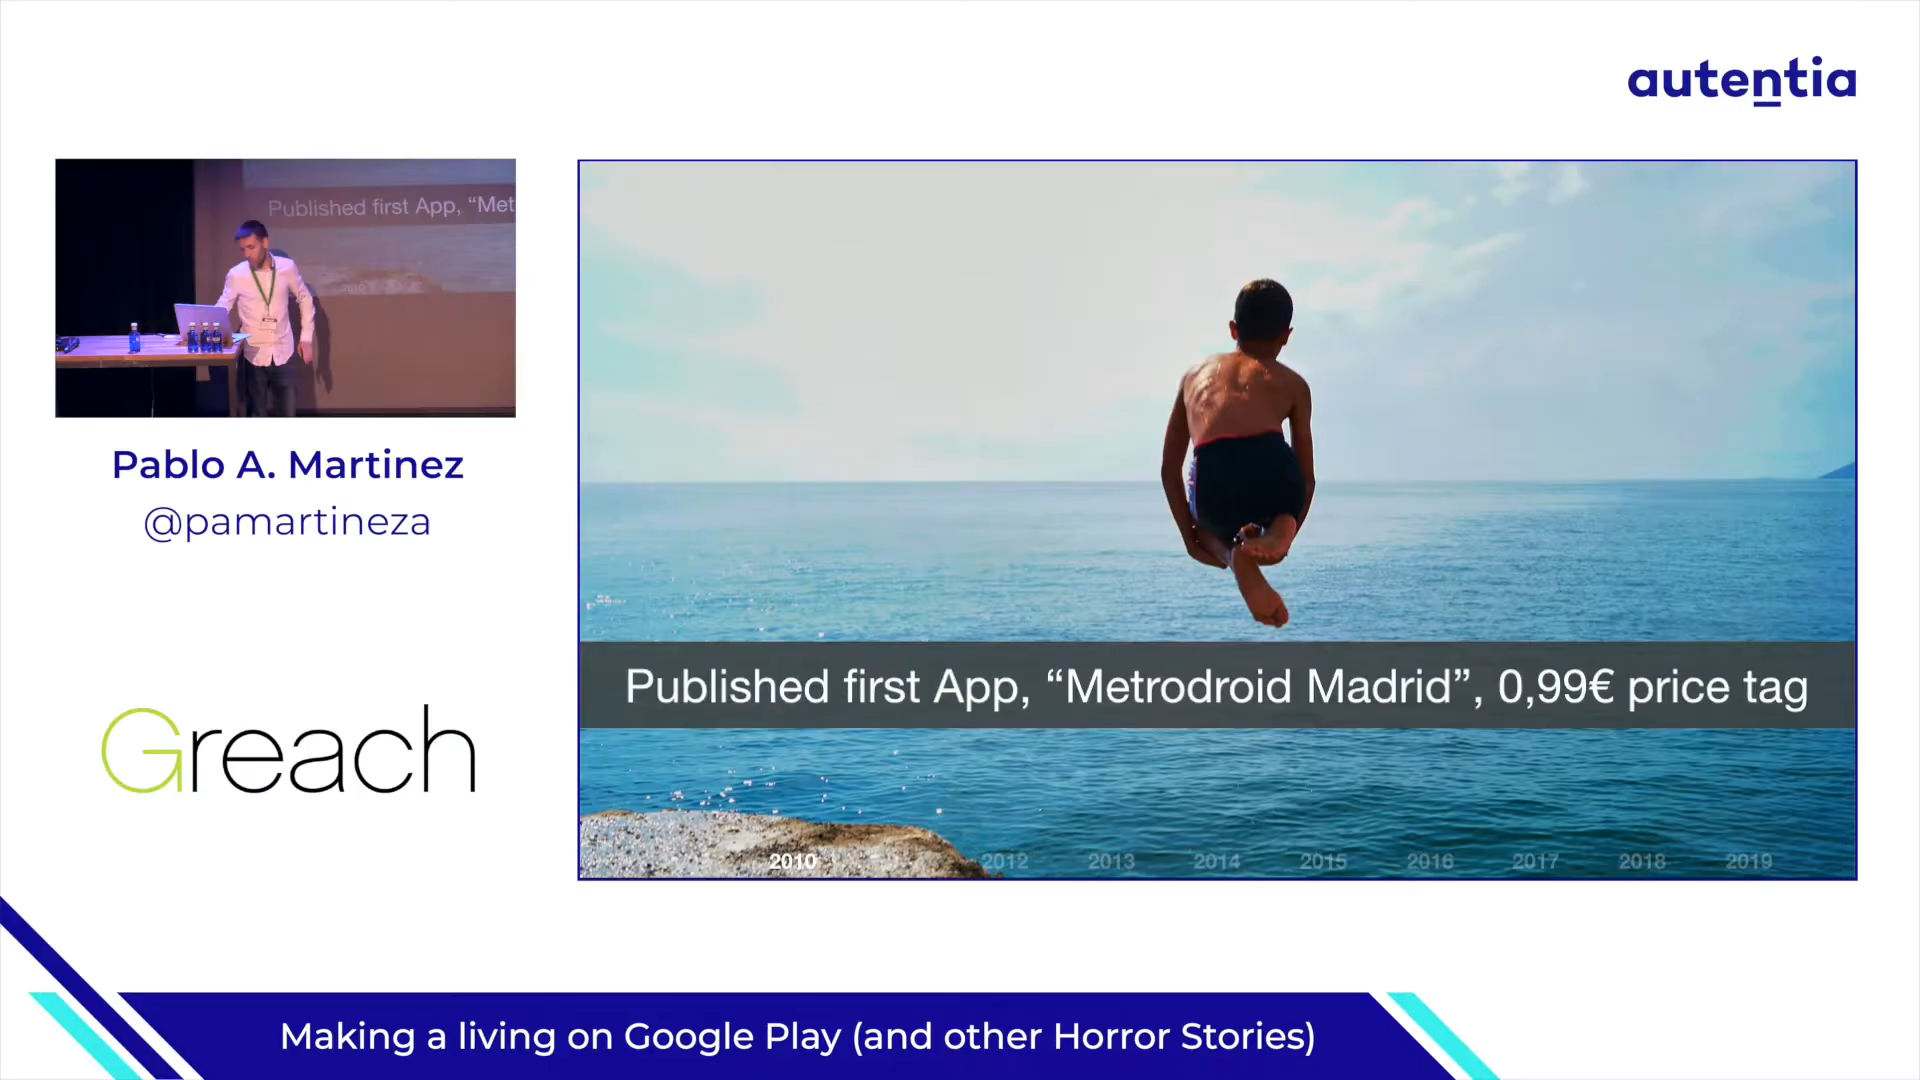 autentia
Published first App, “Met
2010
Pablo A. Martinez
@pamartineza
Greach
Published first App, “Metrodroid Madrid”, 0,99€ price tag
2010 2012 2013 2014 2015 2016 2017 2018 2019
Making a living on Google Play (and other Horror Stories)